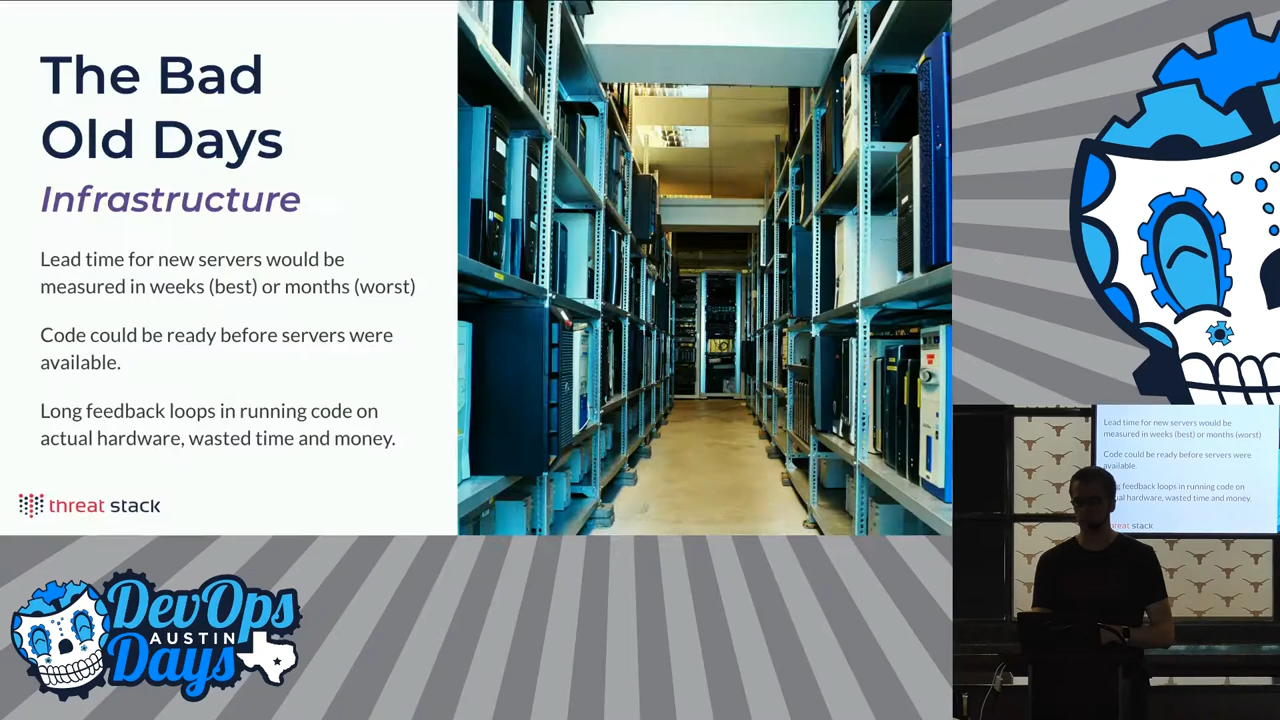 The Bad
Old Days
Infrastructure
Lead time for new servers would be
measured in weeks (best) or months (worst)
Code could be ready before servers were
available.
Long feedback loops in running code on
actual hardware, wasted time and money.
threat stack
DevOps
AUSTIN
Days
Lead time for new servers would be
measured in weeks (best) or months (worst)
Code could be ready before servers were
available.
feedback loops in running code on
hardware, wasted time and money.
threat stack